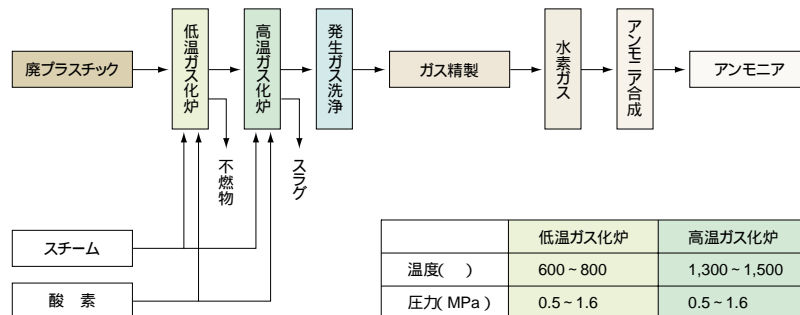 廃プラスチック
低温ガス化炉
高温ガス化炉
発生ガス洗浄
ガス精製
水素ガス
アンモニア合成
アンモニア
不燃物
スラグ
スチーム
酸 素
低温ガス化炉 高温ガス化炉
温度( ) 600 ~ 800 1,300 ~ 1,500
圧力( MPa ) 0.5 ~ 1.6 0.5 ~ 1.6